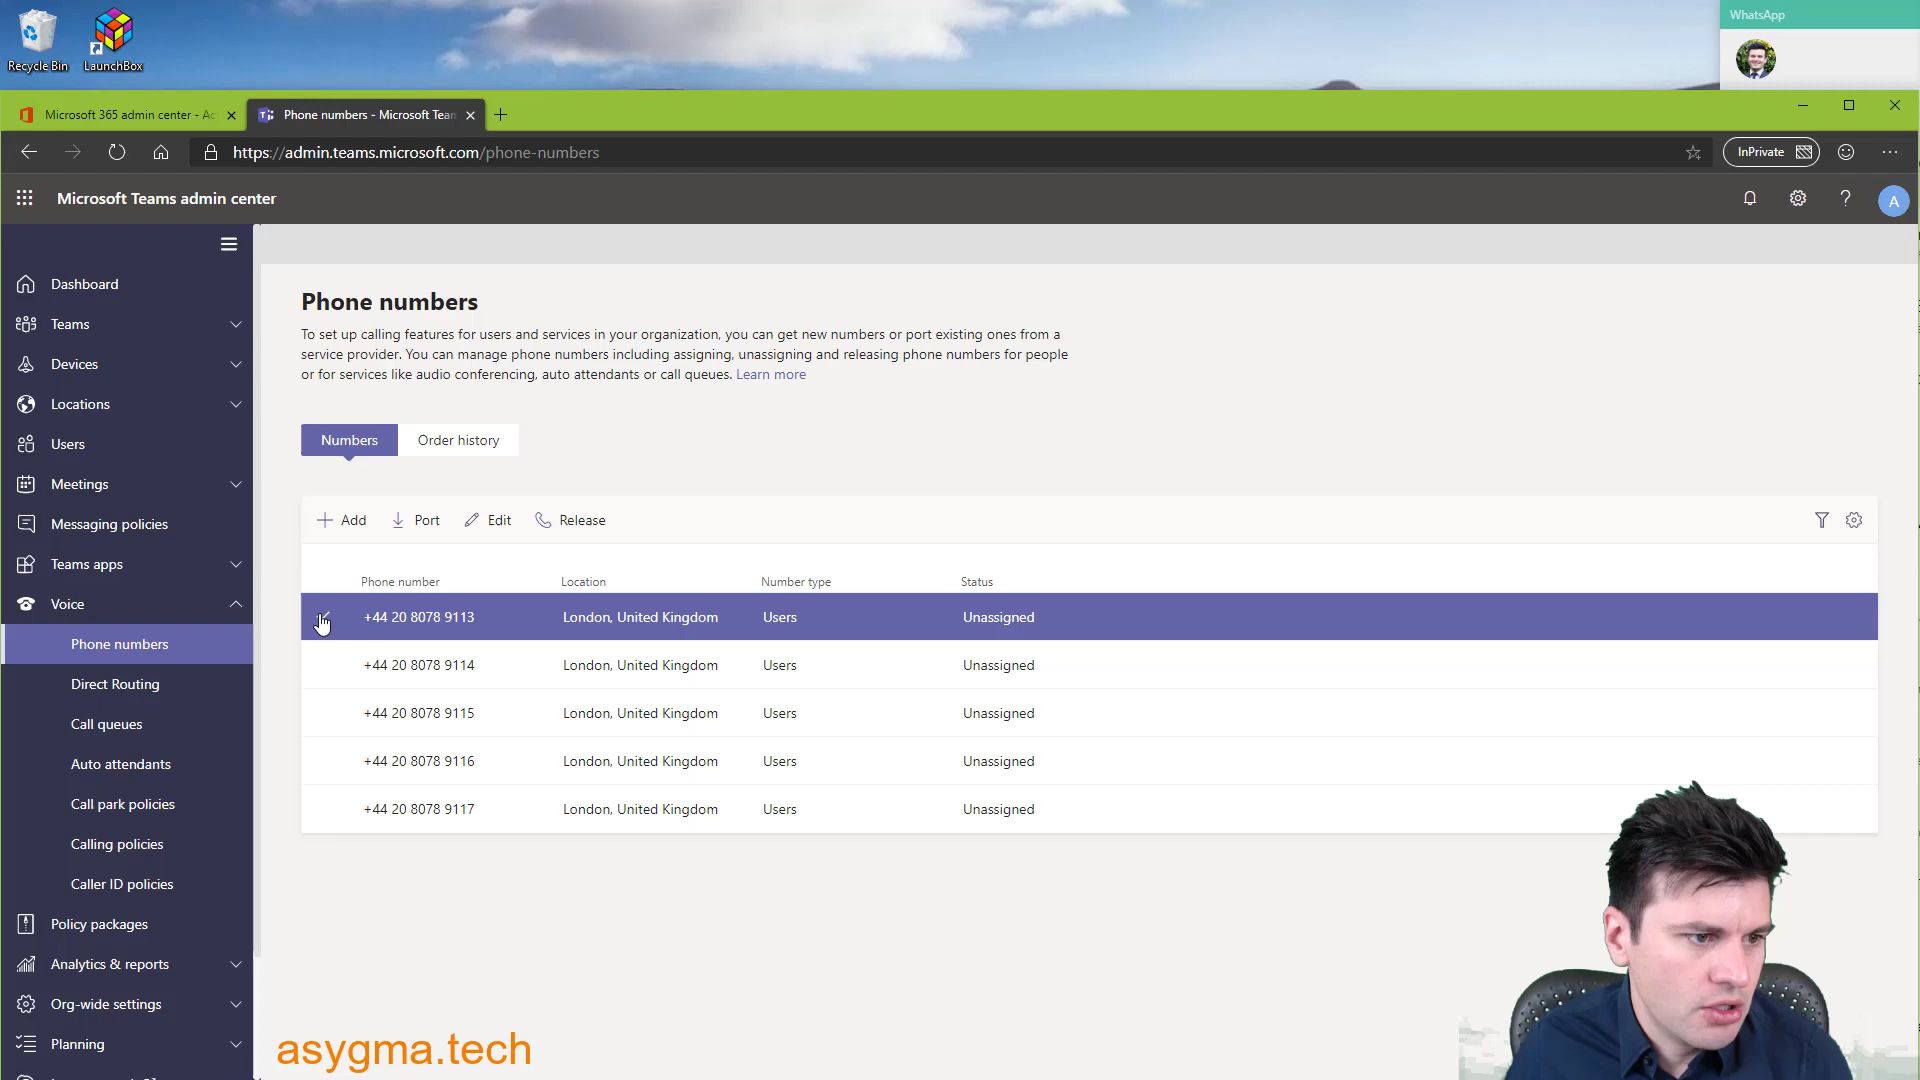 WhatsApp
Recycle Bin
LaunchBox
Microsoft 365 admin center - Ac
Phone numbers - Microsoft Tean
https://admin.teams.microsoft.com/phone-numbers
InPrivate
Microsoft Teams admin center
A
Dashboard
Teams
Devices
Locations
Users
Meetings
Messaging policies
Teams apps
Voice
Phone numbers
Direct Routing
Call queues
Auto attendants
Call park policies
Calling policies
Caller ID policies
Policy packages
Analytics & reports
Org-wide settings
Planning
Phone numbers
To set up calling features for users and services in your organization, you can get new numbers or port existing ones from a
service provider. You can manage phone numbers including assigning, unassigning and releasing phone numbers for people
or for services like audio conferencing, auto attendants or call queues. Learn more
Numbers
Order history
Add
Port
Edit
Release
Phone number Location Number type Status
+44 20 8078 9113 London, United Kingdom Users Unassigned
+44 20 8078 9114 London, United Kingdom Users Unassigned
+44 20 8078 9115 London, United Kingdom Users Unassigned
+44 20 8078 9116 London, United Kingdom Users Unassigned
+44 20 8078 9117 London, United Kingdom Users Unassigned
asygma.tech